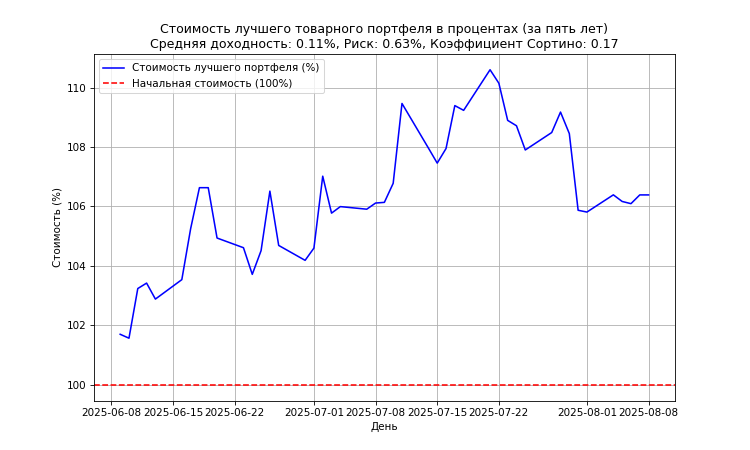 Стоимость лучшего товарного портфеля в процентах (за пять лет)
Средняя доходность: 0.11%, Риск: 0.63%, Коэффициент Сортино: 0.17
Стоимость лучшего портфеля (%)
Начальная стоимость (100%)
Стоимость (%)
110
108
106
104
102
100
2025-06-08 2025-06-15 2025-06-22 2025-07-01 2025-07-08 2025-07-15 2025-07-22 2025-08-01 2025-08-08
День